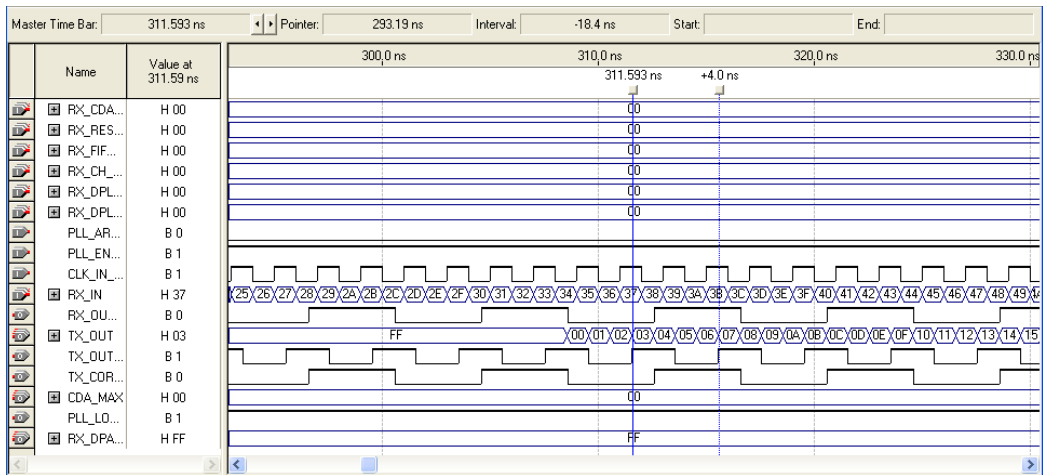 Master Time Bar: 311.593 ns Pointer: 293.19 ns Interval: -18.4 ns Start: End:
Name Value at 311.59 ns 300.0 ns 310.0 ns 320.0 ns 330.0 ns
311.593 ns +4.0 ns
RX_CDA... H 00 00
RX_RES... H 00 00
RX_FIF... H 00 00
RX_CH_... H 00 00
RX_DPL... H 00 00
RX_DPL... H 00 00
PLL_AR... B 0
PLL_EN... B 1
CLK_IN_... B 1
RX_IN H 37 25 26 27 28 29 2A 2B 2C 2D 2E 2F 30 31 32 33 34 35 36 37 38 39 3A 3B 3C 3D 3E 3F 40 41 42 43 44 45 46 47 48 49
RX_OU... B 0
TX_OUT H 03 FF 00 01 02 03 04 05 06 07 08 09 0A 0B 0C 0D 0E 0F 10 11 12 13 14 15
TX_OUT... B 1
TX_COR... B 0
CDA_MAX H 00 00
PLL_LO... B 1
RX_DPA... H FF FF